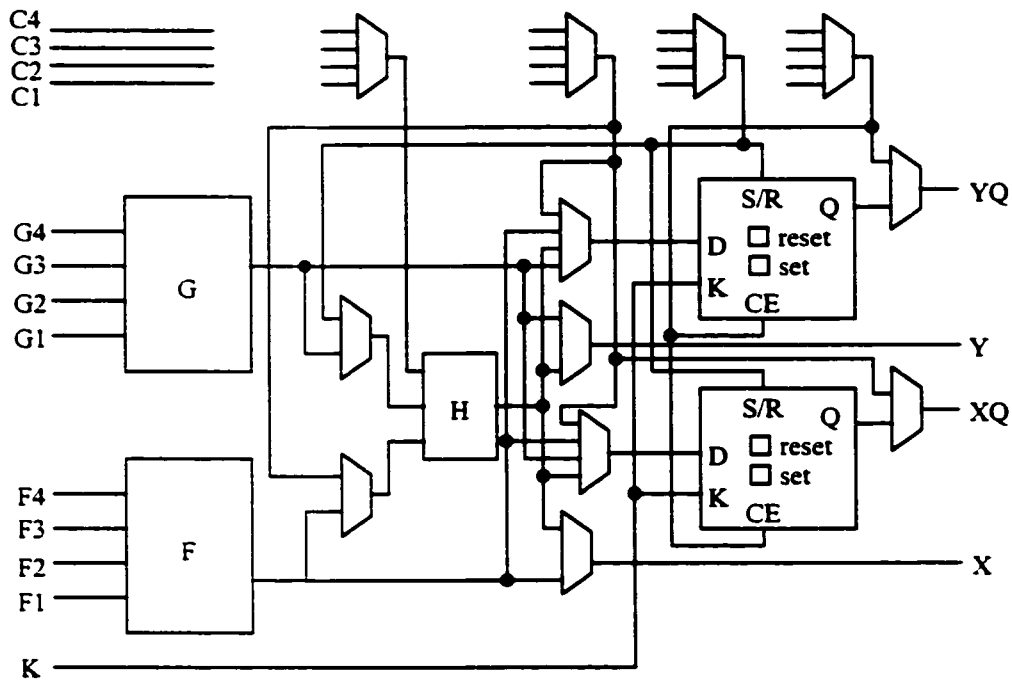 C4
C3
C2
C1
G4
G3
G2
G1
G
S/R
Q
reset
set
D
K
CE
YQ
Y
H
S/R
Q
reset
set
D
K
CE
XQ
F4
F3
F2
F1
F
X
K